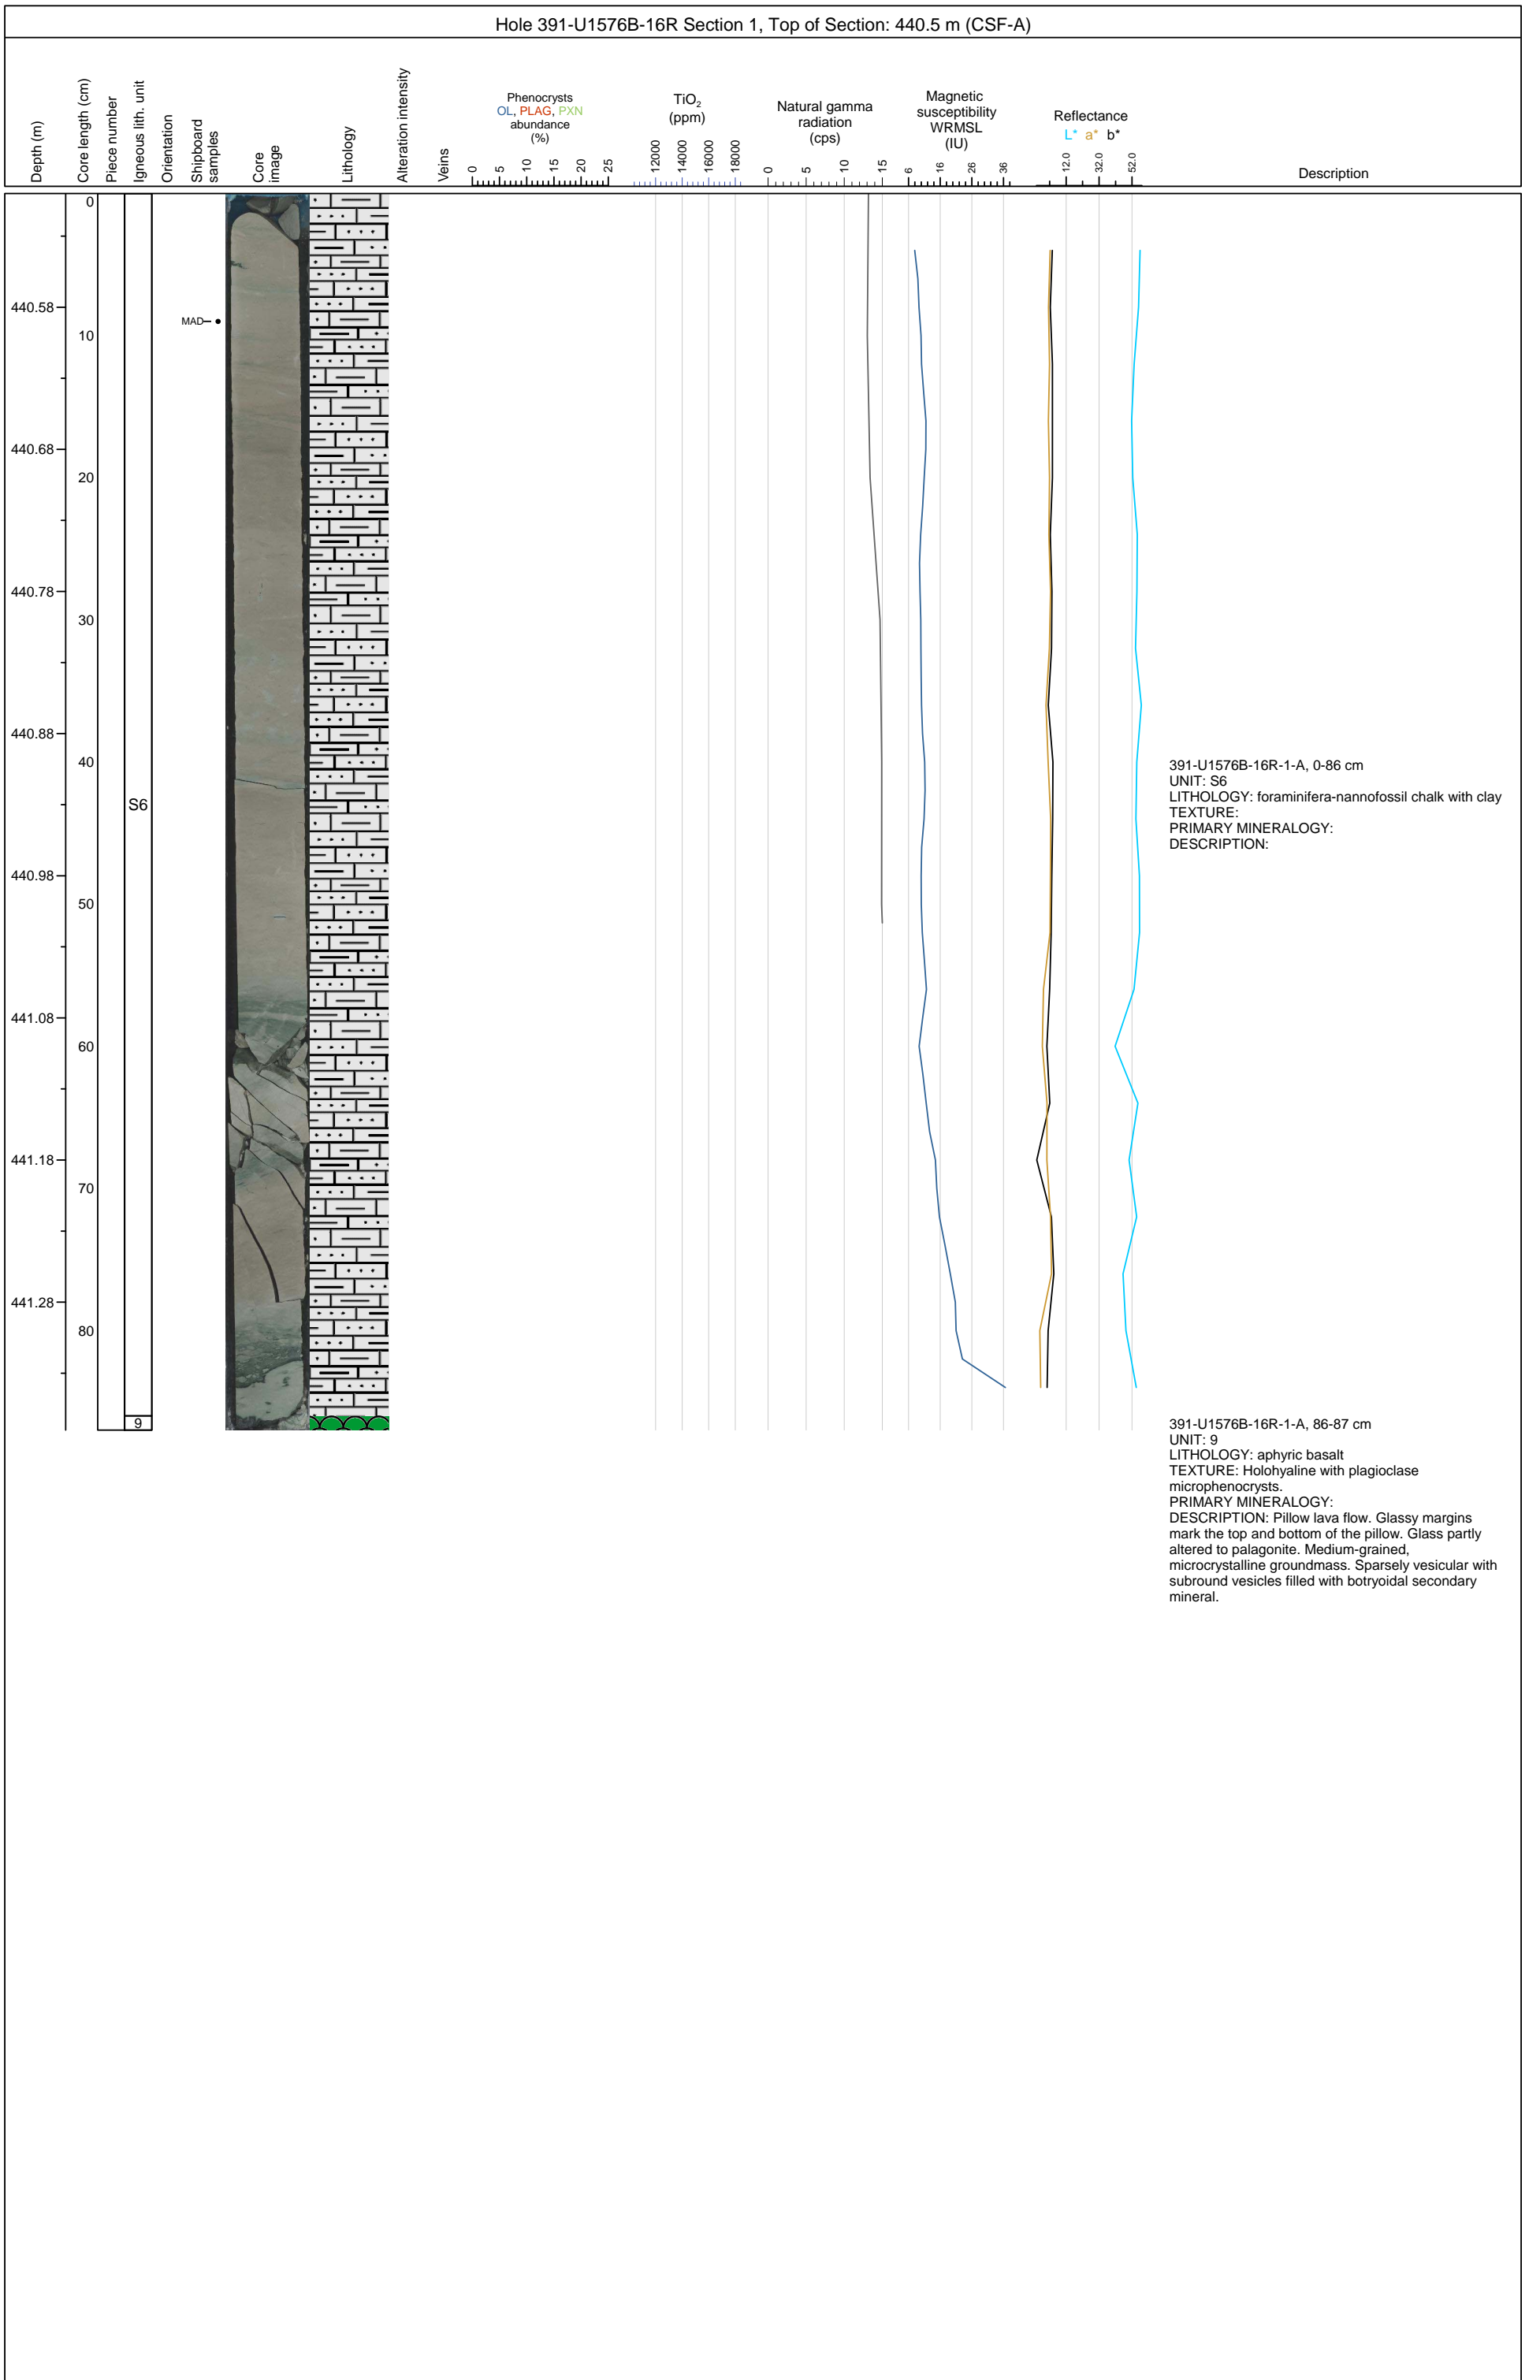 Hole 391-U1576B-16R Section 1, Top of Section: 440.5 m (CSF-A)
Depth (m)
Core length (cm)
Piece number
Igneous lith. unit
Orientation
Shipboard
samples
Core
image
Lithology
Alteration intensity
Veins
Phenocrysts
OL, PLAG, PXN
abundance
(%)
0 5 10 15 20 25
TiO₂
(ppm)
12000 14000 16000 18000
Natural gamma
radiation
(cps)
0 5 10 15
Magnetic
susceptibility
WRMSL
(IU)
6 16 26 36
Reflectance
L* a* b*
12.0 32.0 52.0
Description
0
440.58
MAD
10
440.68
20
440.78
30
440.88
40
S6
440.98
50
441.08
60
441.18
70
441.28
80
9
391-U1576B-16R-1-A, 0-86 cm
UNIT: S6
LITHOLOGY: foraminifera-nannofossil chalk with clay
TEXTURE:
PRIMARY MINERALOGY:
DESCRIPTION:
391-U1576B-16R-1-A, 86-87 cm
UNIT: 9
LITHOLOGY: aphyric basalt
TEXTURE: Holohyaline with plagioclase
microphenocrysts.
PRIMARY MINERALOGY:
DESCRIPTION: Pillow lava flow. Glassy margins
mark the top and bottom of the pillow. Glass partly
altered to palagonite. Medium-grained,
microcrystalline groundmass. Sparsely vesicular with
subround vesicles filled with botryoidal secondary
mineral.